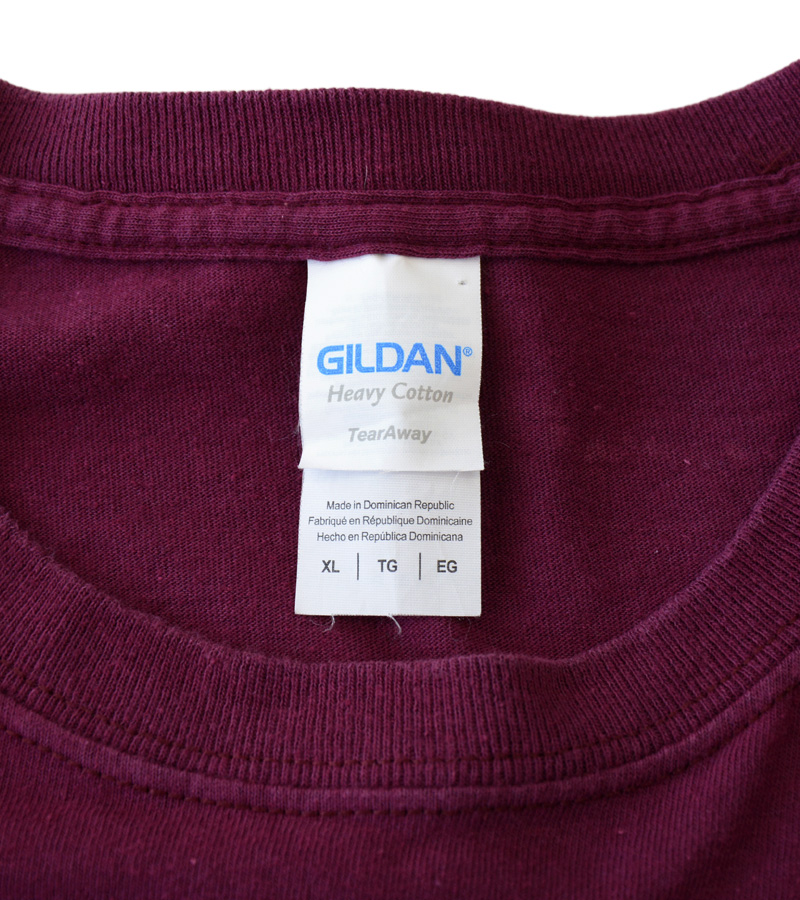 GILDAN®
Heavy Cotton
TearAway
Made in Dominican Republic
Fabriqué en République Dominicaine
Hecho en República Dominicana
XL | TG | EG